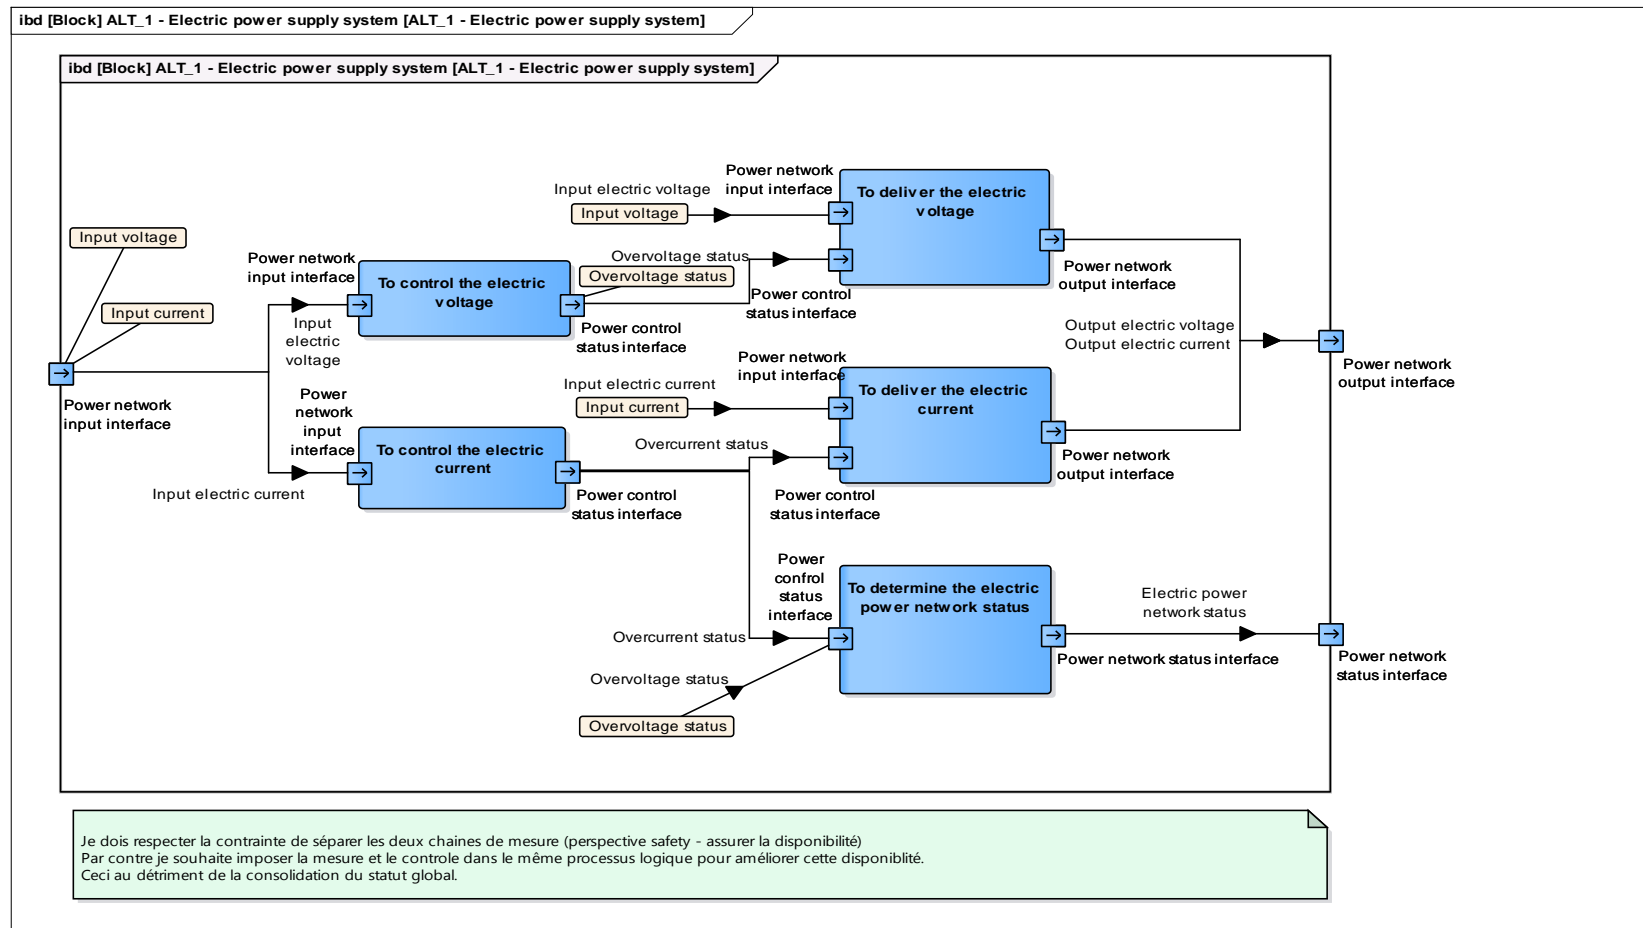 ibd [Block] ALT_1 - Electric power supply system [ALT_1 - Electric power supply system]
ibd [Block] ALT_1 - Electric power supply system [ALT_1 - Electric power supply system]
Input voltage
Input current
Power network
input interface
Power network
input interface
Input
electric
voltage
To control the electric
voltage
Power control
status interface
Overvoltage status
Overvoltage status
Input electric voltage
Input voltage
Power network
input interface
To deliver the electric
voltage
Power control
status interface
Power network
output interface
Power
network
input
interface
Input electric current
To control the electric
current
Power control
status interface
Input electric current
Input current
Power network
input interface
Overcurrent status
To deliver the electric
current
Power control
status interface
Power network
output interface
Output electric voltage
Output electric current
Power network
output interface
Power
control
status
interface
Overcurrent status
Overvoltage status
Overvoltage status
To determine the electric
power network status
Power network status interface
Electric power
network status
Power network
status interface
Je dois respecter la contrainte de séparer les deux chaines de mesure (perspective safety - assurer la disponibilité)
Par contre je souhaite imposer la mesure et le controle dans le même processus logique pour améliorer cette disponiblité.
Ceci au détriment de la consolidation du statut global.